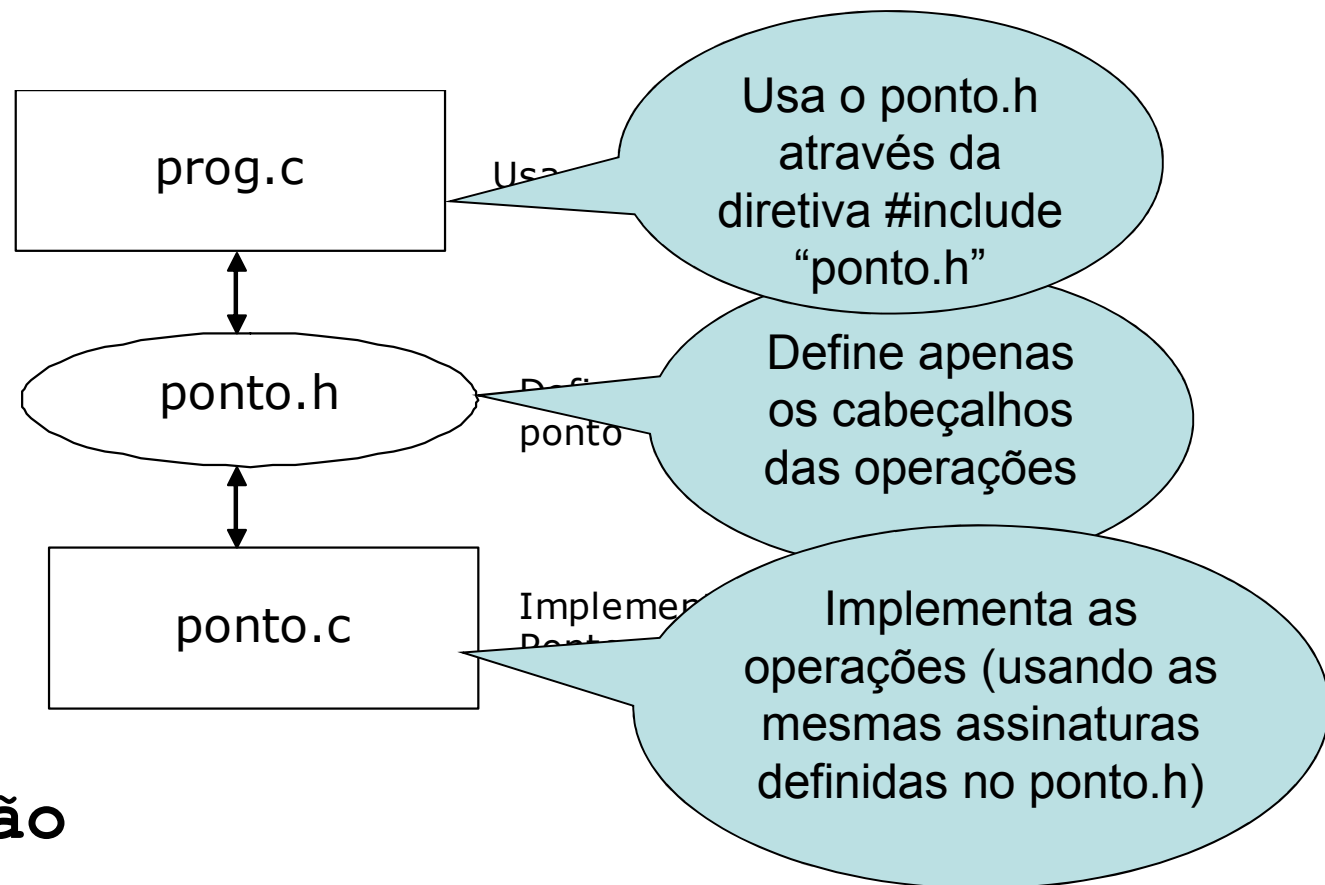 prog.c
Usa o ponto.h
através da
diretiva #include
“ponto.h”
ponto.h
ponto
Define apenas
os cabeçalhos
das operações
ponto.c
Implementa as
operações (usando as
mesmas assinaturas
definidas no ponto.h)
ão